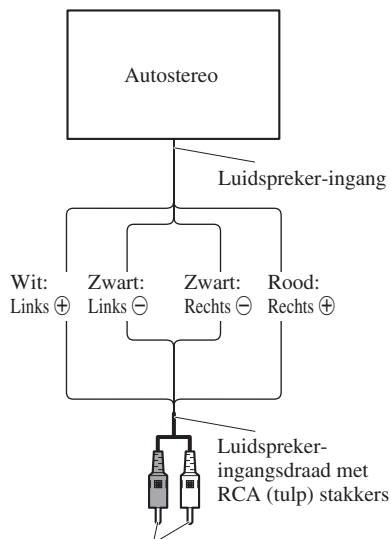 Autostereo
Luidspreker-ingang
Wit:
Links ⊕
Zwart:
Links ⊖
Zwart:
Rechts ⊖
Rood:
Rechts ⊕
Luidspreker-
ingangsdraad met
RCA (tulp) stakkers